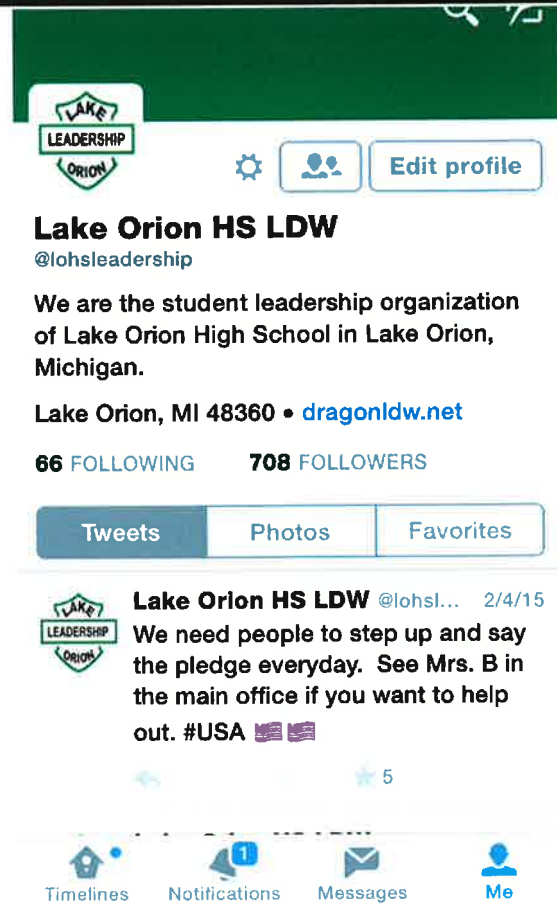 LAKE
LEADERSHIP
ORION
Edit profile
Lake Orion HS LDW
@lohsleadership
We are the student leadership organization
of Lake Orion High School in Lake Orion,
Michigan.
Lake Orion, MI 48360 • dragonldw.net
66 FOLLOWING 708 FOLLOWERS
Tweets Photos Favorites
LAKE
LEADERSHIP
ORION
Lake Orion HS LDW @lohsl... 2/4/15
We need people to step up and say
the pledge everyday. See Mrs. B in
the main office if you want to help
out. #USA 🇺🇸🇺🇸
5
1
Timelines Notifications Messages Me